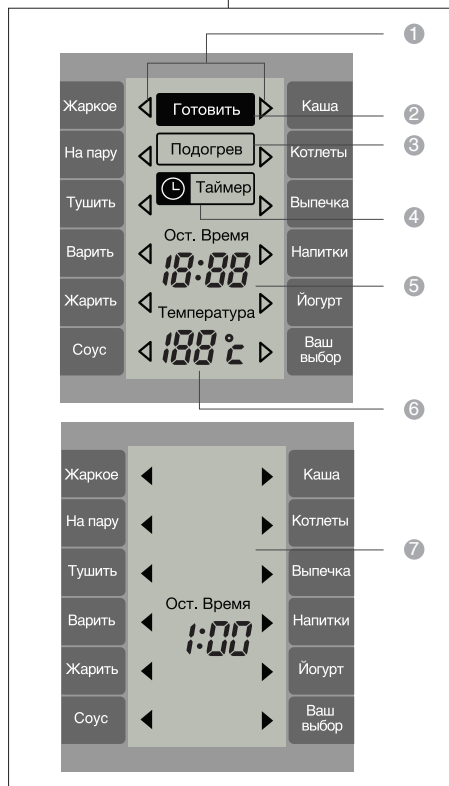 1
Жаркое
Готовить
Каша
2
На пару
Подогрев
Котлеты
3
Тушить
Таймер
Выпечка
4
Варить
Ост. Время
Напитки
18:88
5
Жарить
Температура
Йогурт
Соус
188 °c
Ваш
выбор
6
Жаркое
Каша
На пару
Котлеты
7
Тушить
Выпечка
Варить
Ост. Время
Напитки
1:00
Жарить
Йогурт
Соус
Ваш
выбор